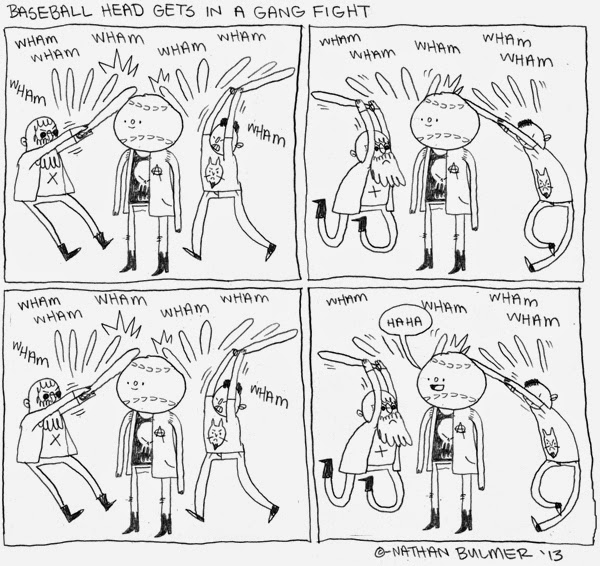 BASEBALL HEAD GETS IN A GANG FIGHT
WHAM WHAM WHAM WHAM WHAM WHAM WHAM
WHAM WHAM WHAM WHAM WHAM
WHAM WHAM WHAM WHAM WHAM WHAM WHAM
WHAM WHAM WHAM WHAM
HAHA
©-NATHAN BULMER '13